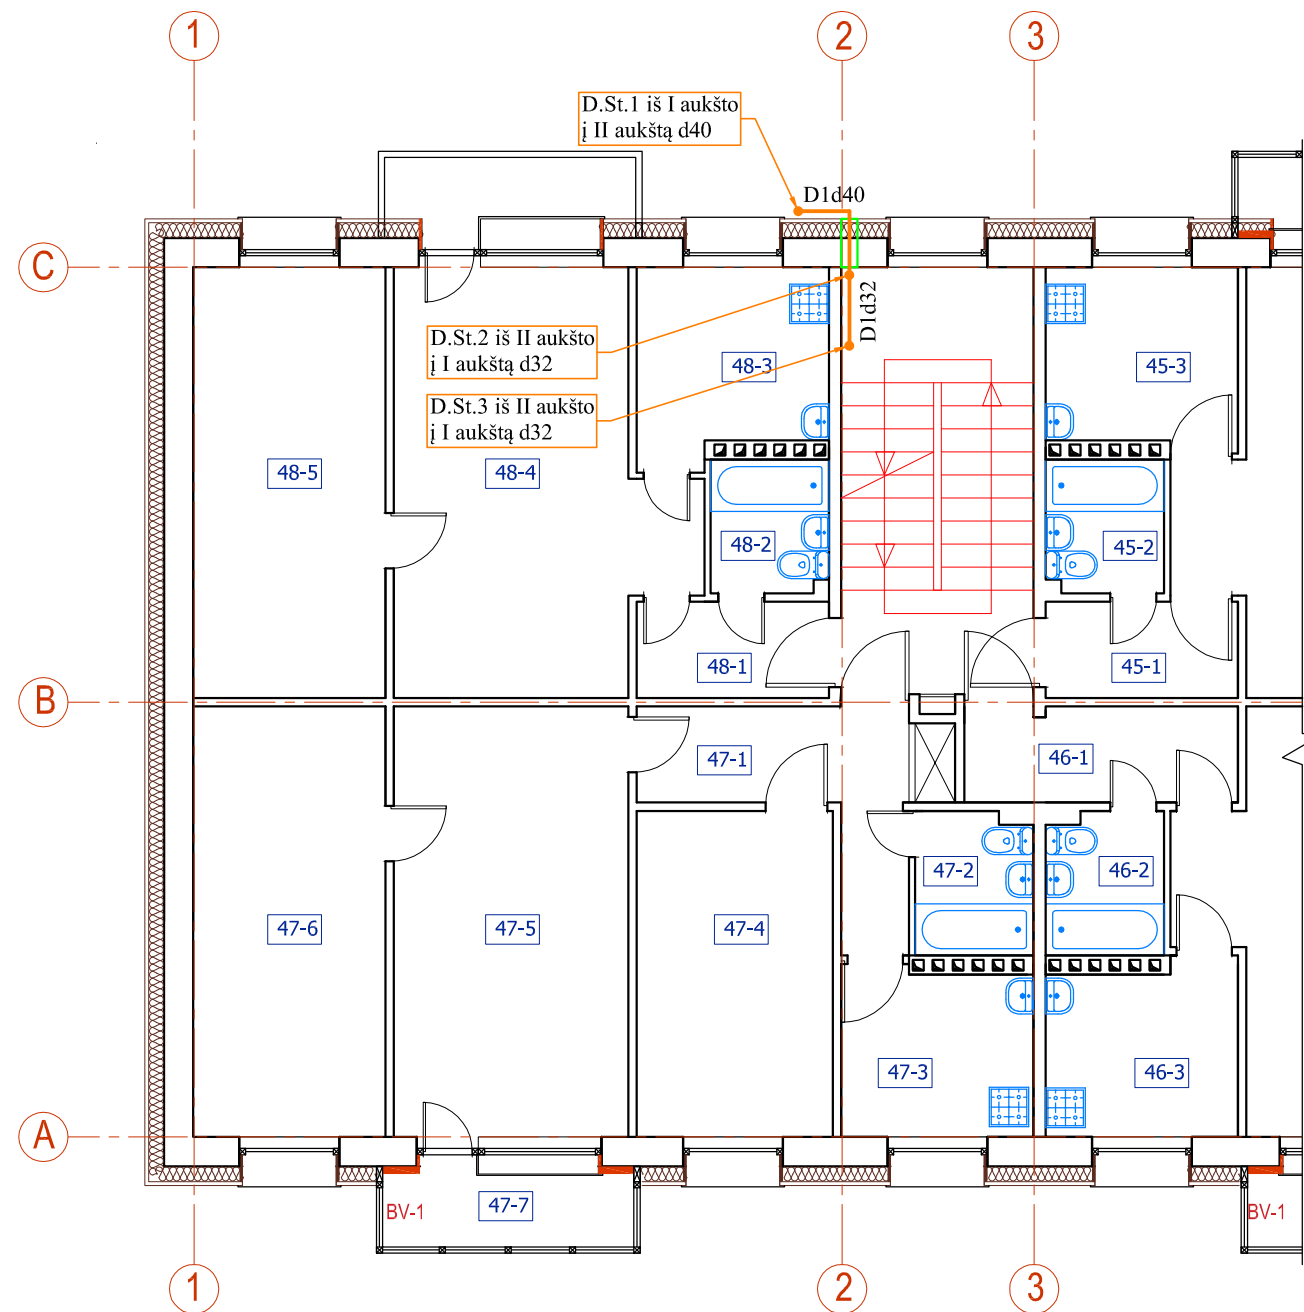 1
2
3
D.St.1 iš I aukšto
į II aukštą d40
D1d40
C
D1d32
D.St.2 iš II aukšto
į I aukštą d32
48-3
45-3
D.St.3 iš II aukšto
į I aukštą d32
48-5
48-4
48-2
45-2
48-1
45-1
B
47-1
46-1
47-2
46-2
47-6
47-5
47-4
47-3
46-3
A
BV-1
47-7
BV-1
1
2
3